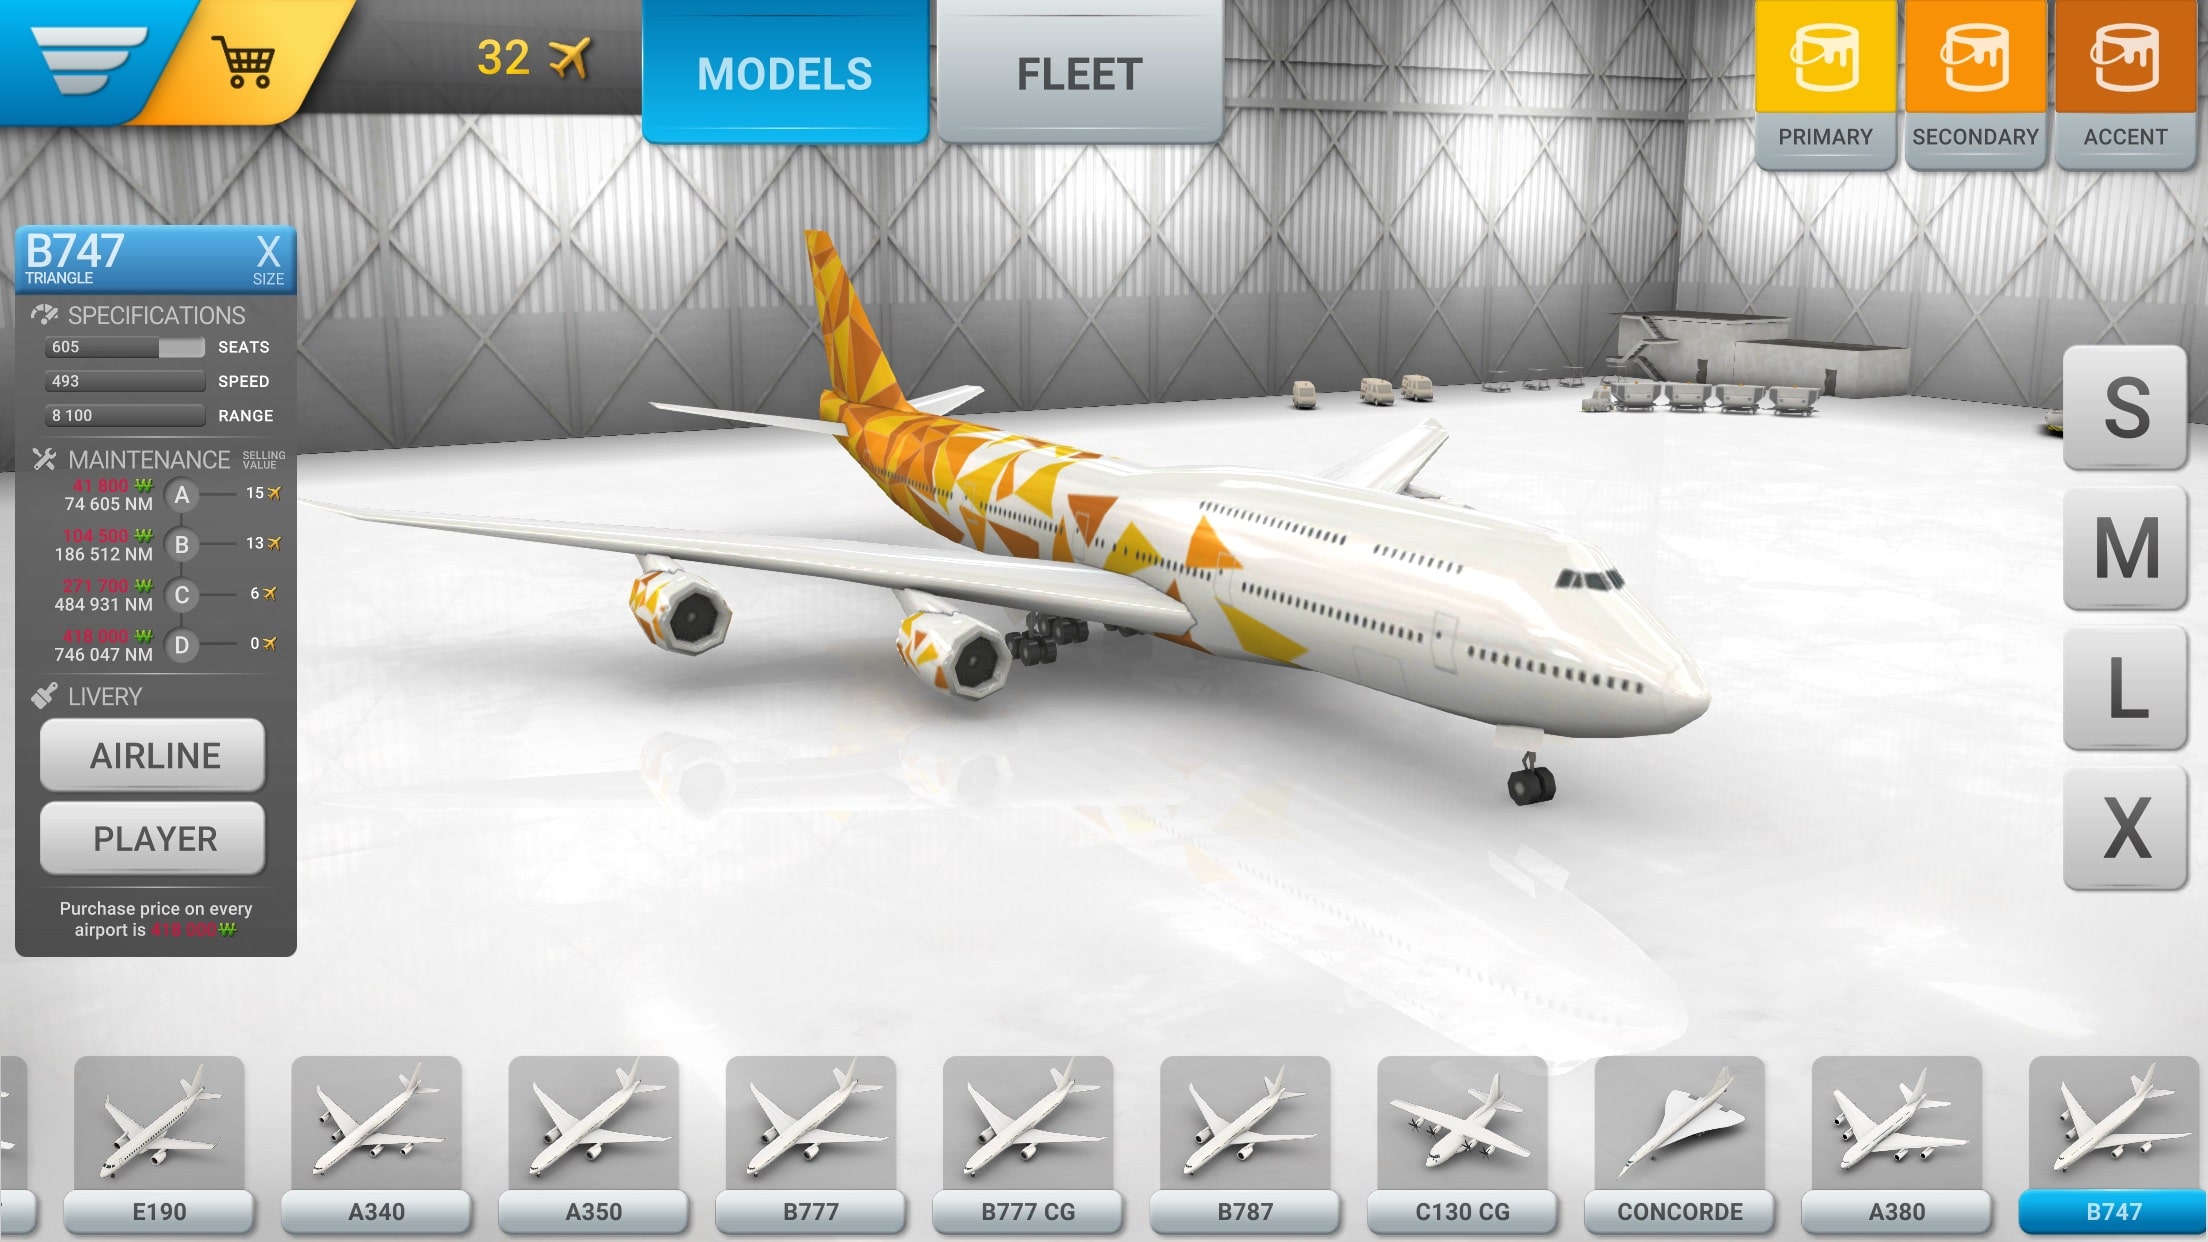 32
MODELS
FLEET
PRIMARY
SECONDARY
ACCENT
B747
TRIANGLE
X
SIZE
SPECIFICATIONS
605 SEATS
493 SPEED
8 100 RANGE
MAINTENANCE SELLING VALUE
41 800
74 605 NM A 15
104 500
186 512 NM B 13
271 700
484 931 NM C 6
418 000
746 047 NM D 0
LIVERY
AIRLINE
PLAYER
Purchase price on every
airport is 418 000
S
M
L
X
E190
A340
A350
B777
B777 CG
B787
C130 CG
CONCORDE
A380
B747